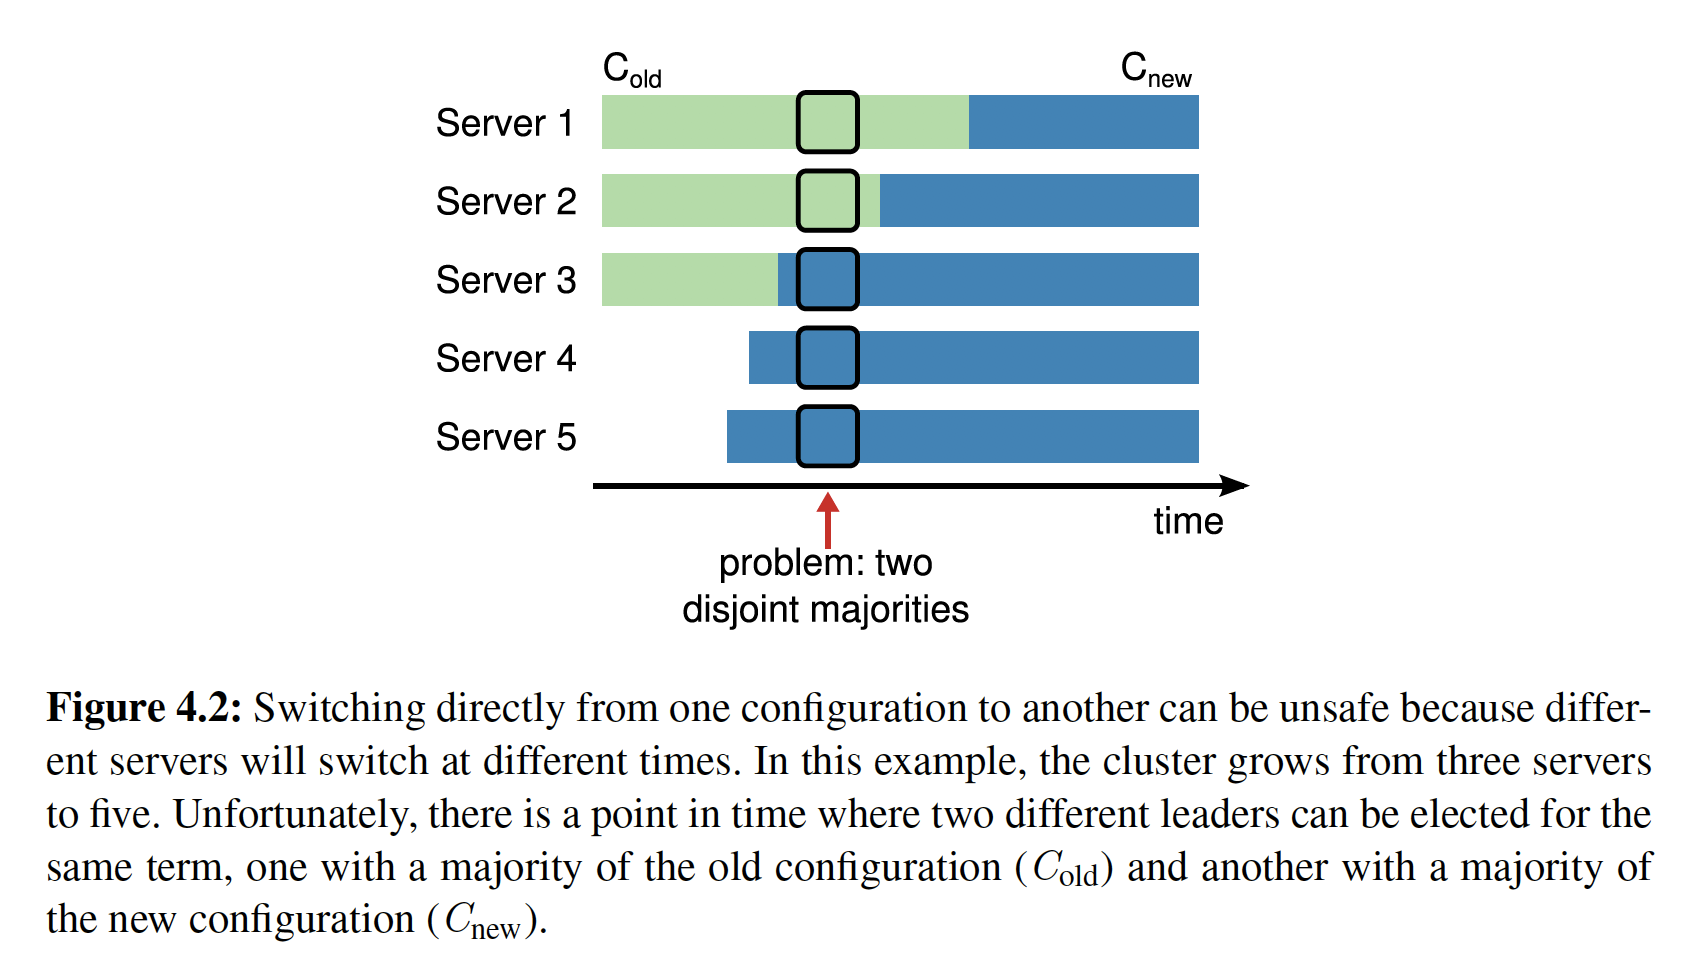 C_old C_new
Server 1
Server 2
Server 3
Server 4
Server 5
time
problem: two
disjoint majorities
Figure 4.2: Switching directly from one configuration to another can be unsafe because differ-
ent servers will switch at different times. In this example, the cluster grows from three servers
to five. Unfortunately, there is a point in time where two different leaders can be elected for the
same term, one with a majority of the old configuration (C_old) and another with a majority of
the new configuration (C_new).